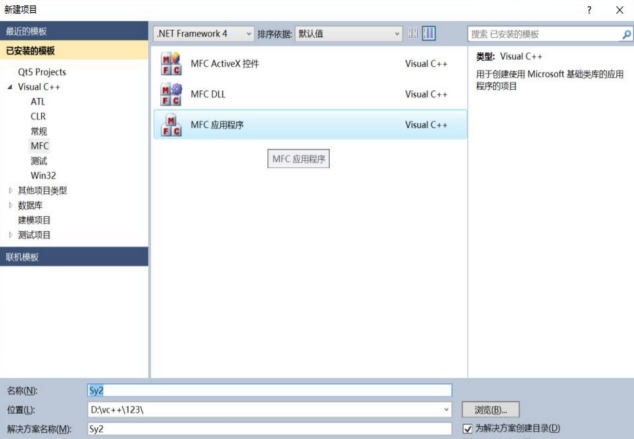 新建项目
? ×
最近的模板
.NET Framework 4 排序依据: 默认值
搜索 已安装的模板
已安装的模板
Qt5 Projects
Visual C++
ATL
CLR
常规
MFC
测试
Win32
其他项目类型
数据库
建模项目
测试项目
联机模板
MFC ActiveX 控件 Visual C++
MFC DLL Visual C++
MFC 应用程序 Visual C++
MFC 应用程序
类型: Visual C++
用于创建使用 Microsoft 基础类库的应用
程序的项目
名称(N): Sy2
位置(L): D:\vc++\123\ 浏览(B)...
解决方案名称(M): Sy2 为解决方案创建目录(D)